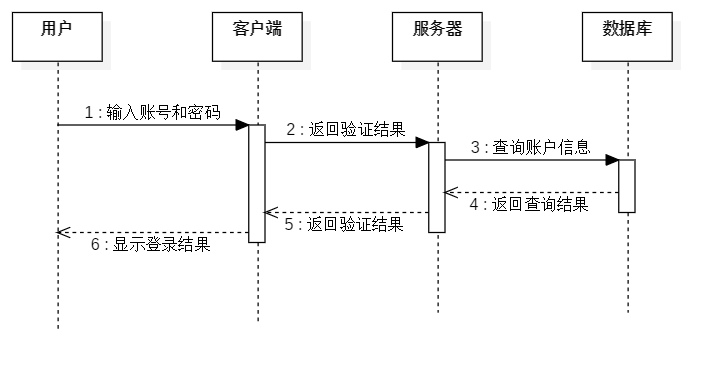 用户
客户端
服务器
数据库
1 : 输入账号和密码
2 : 返回验证结果
3 : 查询账户信息
4 : 返回查询结果
5 : 返回验证结果
6 : 显示登录结果